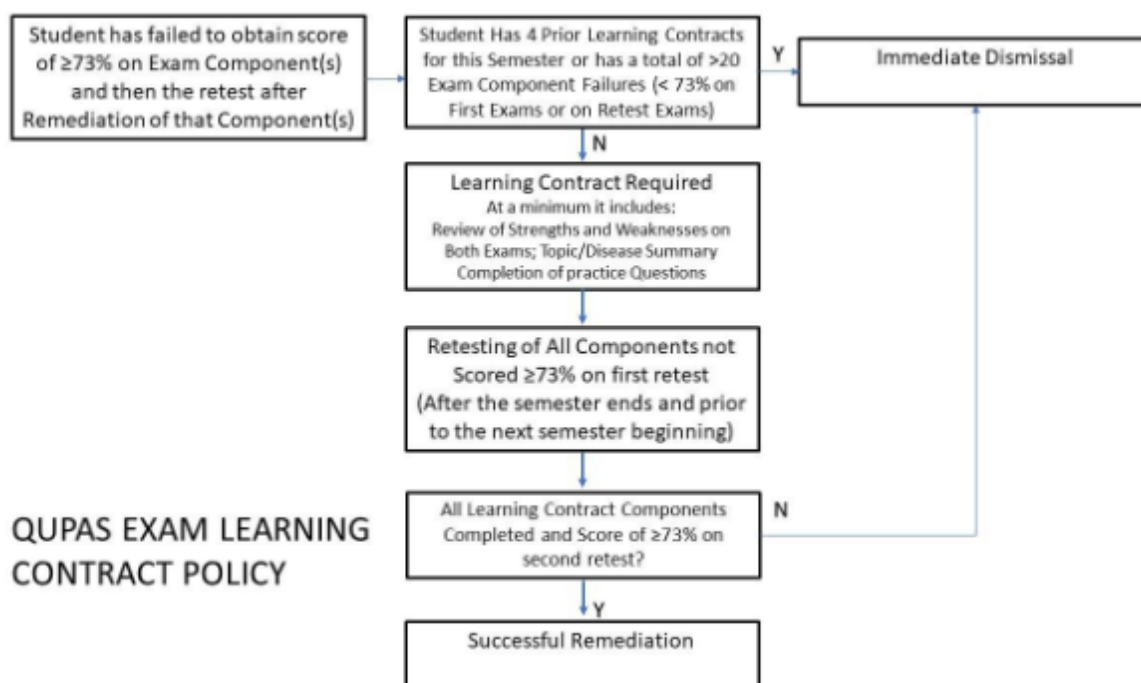 Student has failed to obtain score
of ≥73% on Exam Component(s)
and then the retest after
Remediation of that Component(s)
Student Has 4 Prior Learning Contracts
for this Semester or has a total of >20
Exam Component Failures (< 73% on
First Exams or on Retest Exams)
Y
Immediate Dismissal
N
Learning Contract Required
At a minimum it includes:
Review of Strengths and Weaknesses on
Both Exams; Topic/Disease Summary
Completion of practice Questions
Retesting of All Components not
Scored ≥73% on first retest
(After the semester ends and prior
to the next semester beginning)
All Learning Contract Components
Completed and Score of ≥73% on
second retest?
N
Y
Successful Remediation
QUPAS EXAM LEARNING
CONTRACT POLICY